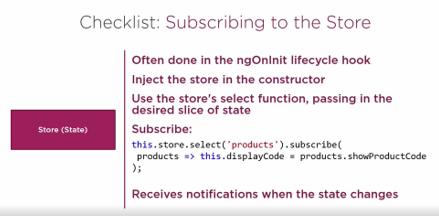 Checklist: Subscribing to the Store
Store (State)
Often done in the ngOnInit lifecycle hook
Inject the store in the constructor
Use the store's select function, passing in the
desired slice of state
Subscribe:
this.store.select('products').subscribe(
products => this.displayCode = products.showProductCode
);
Receives notifications when the state changes